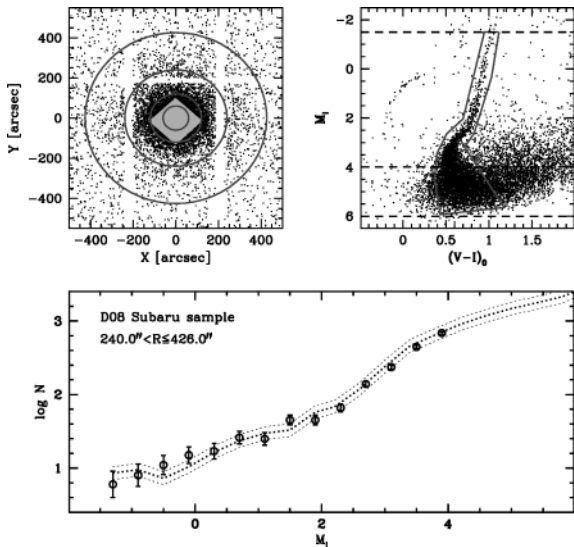 400
200
0
-200
-400
Y [arcsec]
-400 -200 0 200 400
X [arcsec]
-2
0
2
4
6
M_I
0 0.5 1 1.5
(V-I)_0
D08 Subaru sample
240.0"<R≤426.0"
3
2
1
log N
0 2 4
M_I